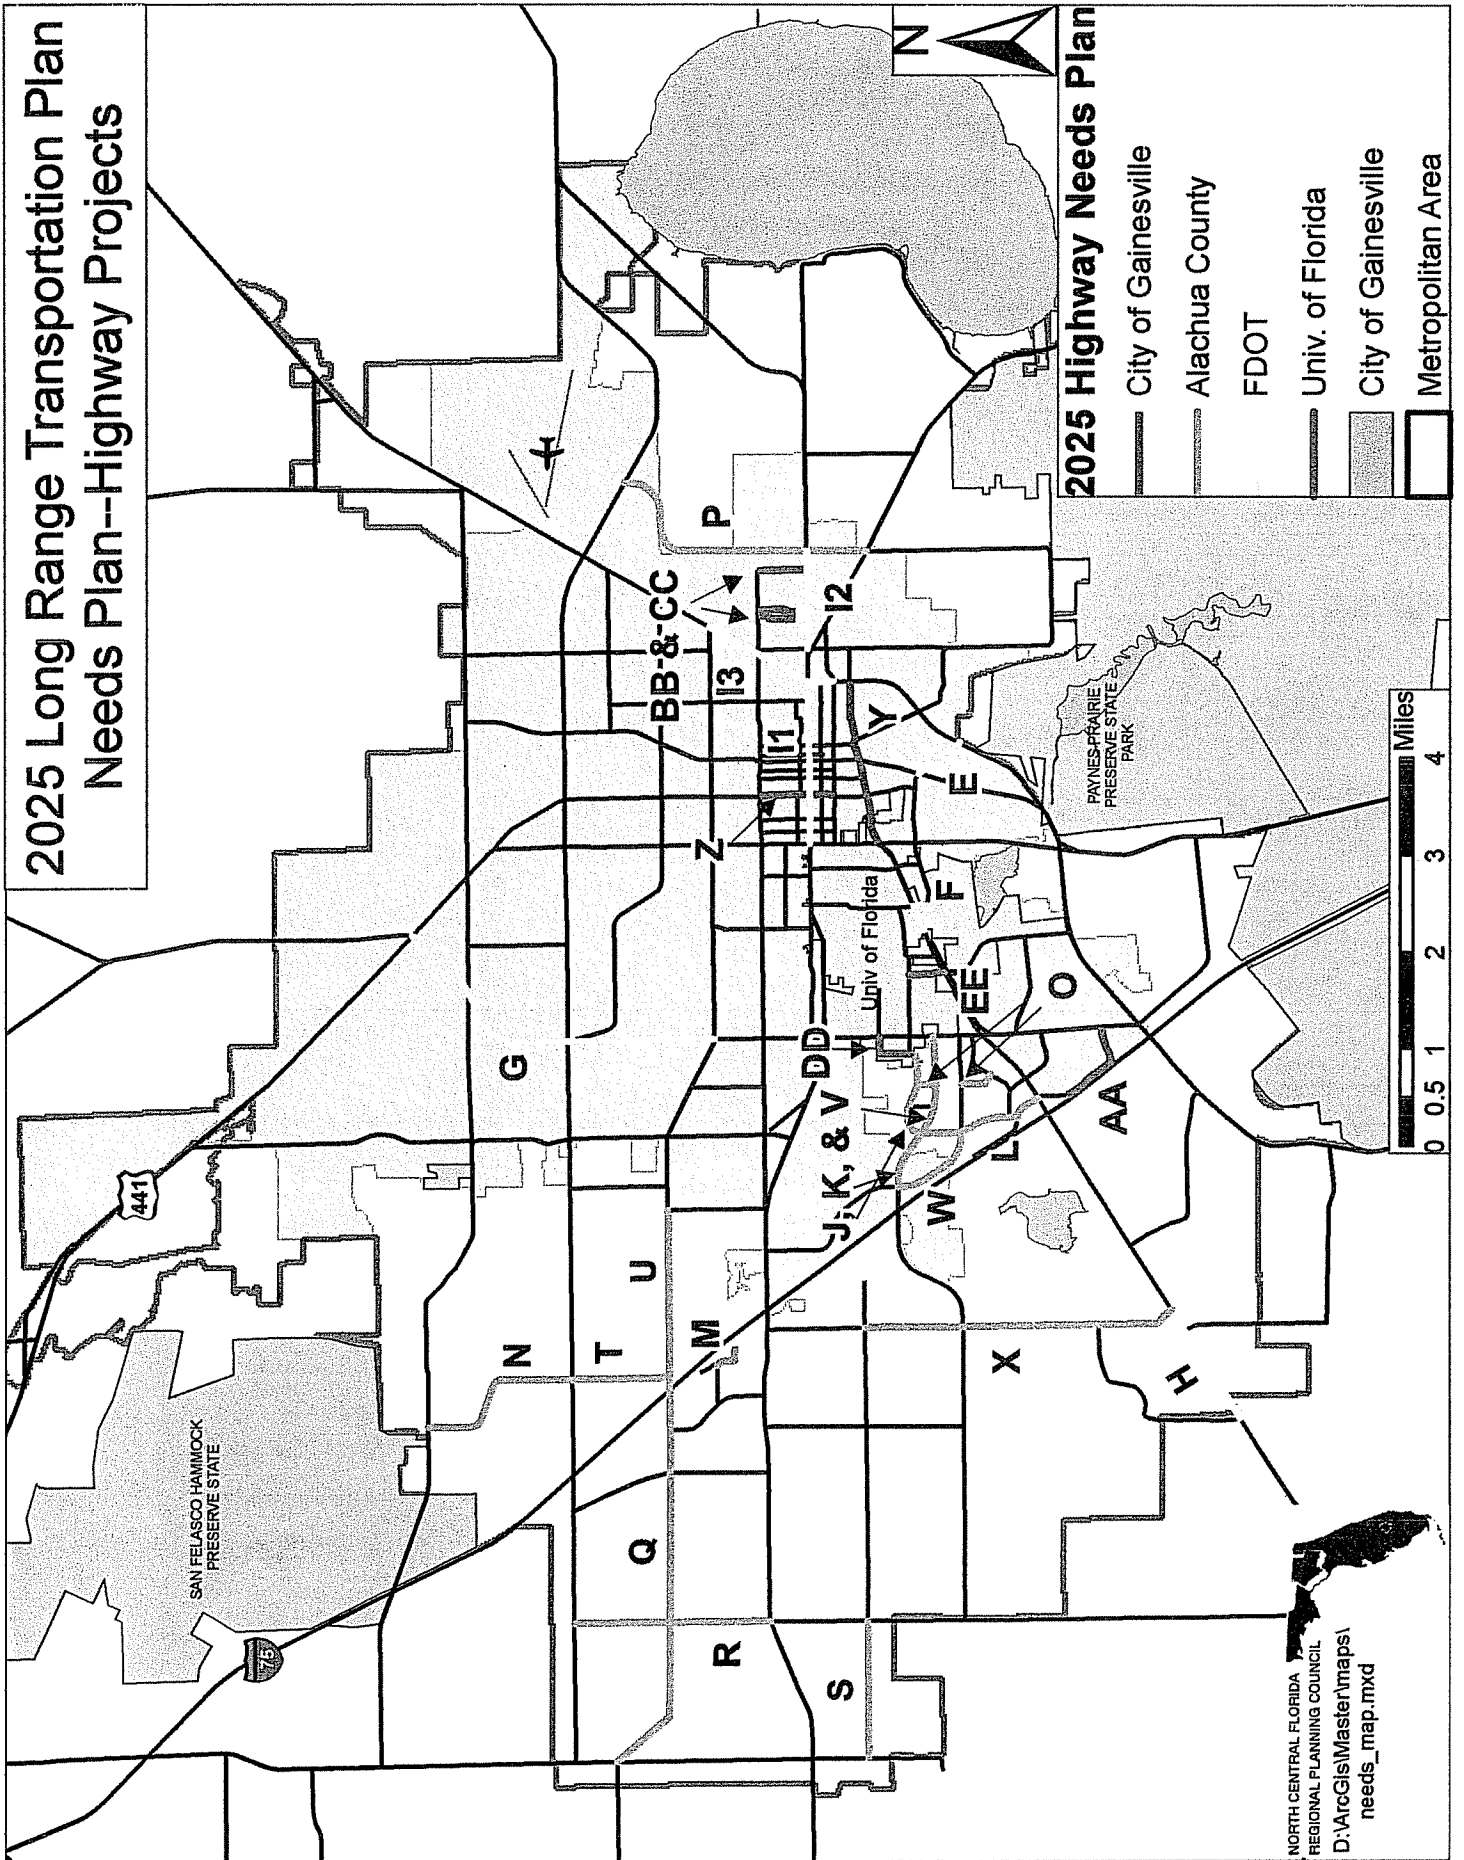 2025 Long Range Transportation Plan
Needs Plan--Highway Projects
N
441
SAN FELASCO HAMMOCK
PRESERVE STATE
75
G
N
T
U
Q
M
R
S
P
BB & CC
I3
I2
I1
Z
Y
E
F
Univ of Florida
DD
EE
O
J, K, & V
L
W
AA
X
H
PAYNES PRAIRIE
PRESERVE STATE
PARK
2025 Highway Needs Plan
City of Gainesville
Alachua County
FDOT
Univ. of Florida
City of Gainesville
Metropolitan Area
Miles
0 0.5 1 2 3 4
NORTH CENTRAL FLORIDA
REGIONAL PLANNING COUNCIL
D:\ArcGis\Master\maps\
needs_map.mxd